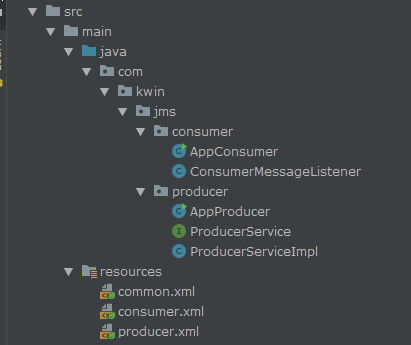 src
main
java
com
kwin
jms
consumer
AppConsumer
ConsumerMessageListener
producer
AppProducer
ProducerService
ProducerServiceImpl
resources
common.xml
consumer.xml
producer.xml